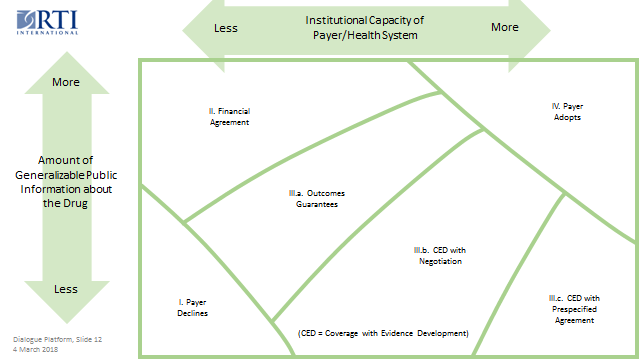 RTI
INTERNATIONAL
Institutional Capacity of
Payer/Health System
Less
More
More
Amount of
Generalizable Public
Information about
the Drug
Less
II. Financial
Agreement
IV. Payer
Adopts
III.a. Outcomes
Guarantees
III.b. CED with
Negotiation
I. Payer
Declines
III.c. CED with
Prespecified
Agreement
(CED = Coverage with Evidence Development)
Dialogue Platform, Slide 12
4 March 2018